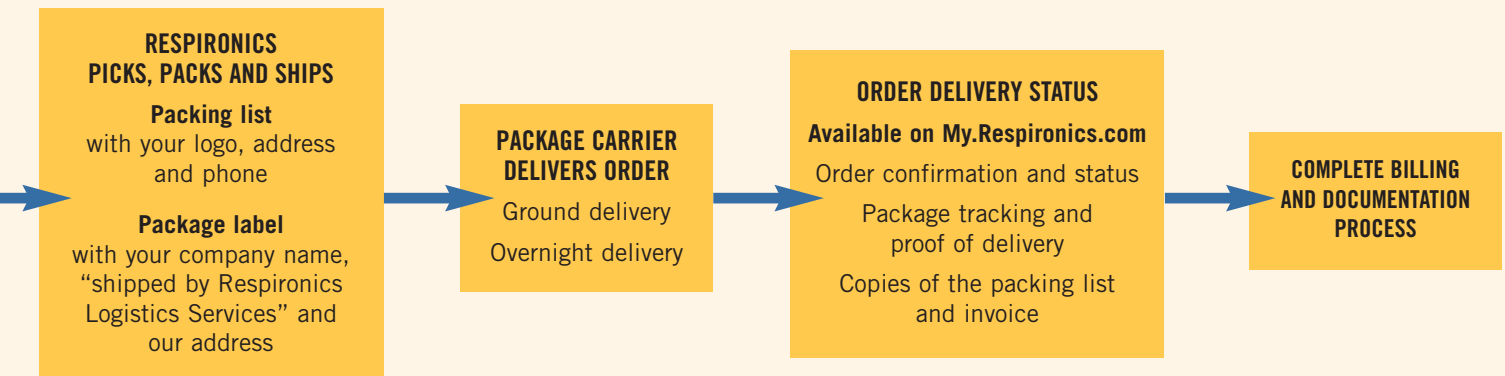 RESPIRONICS
PICKS, PACKS AND SHIPS
Packing list
with your logo, address
and phone
Package label
with your company name,
“shipped by Respironics
Logistics Services” and
our address
PACKAGE CARRIER
DELIVERS ORDER
Ground delivery
Overnight delivery
ORDER DELIVERY STATUS
Available on My.Respironics.com
Order confirmation and status
Package tracking and
proof of delivery
Copies of the packing list
and invoice
COMPLETE BILLING
AND DOCUMENTATION
PROCESS